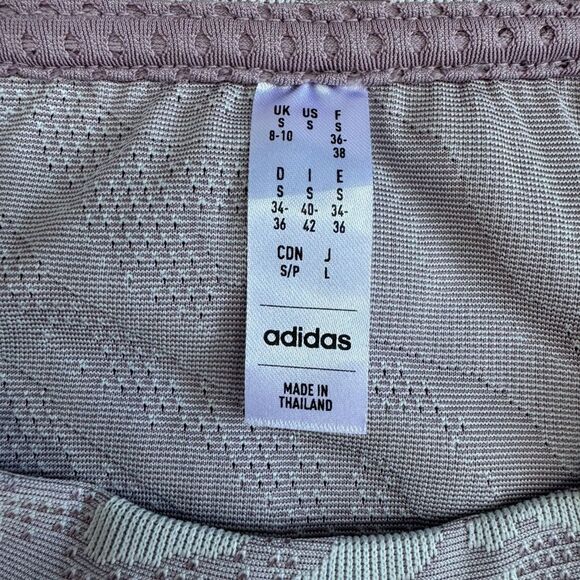 UK US F
S S S
8-10 36-
38
D I E
S S S
34- 40- 34-
36 42 36
CDN J
S/P L
adidas
MADE IN
THAILAND